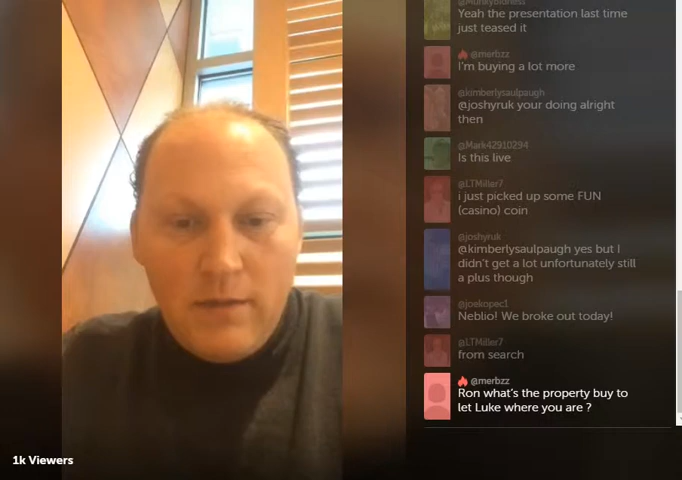 @Munkybidness
Yeah the presentation last time
just teased it
@merbzz
I'm buying a lot more
@kimberlysaulpaugh
@joshyruk your doing alright
then
@Mark42910294
Is this live
@LTMiller7
i just picked up some FUN
(casino) coin
@joshyruk
@kimberlysaulpaugh yes but I
didn't get a lot unfortunately still
a plus though
@joekopec1
Neblio! We broke out today!
@LTMiller7
from search
@merbzz
Ron what's the property buy to
let Luke where you are ?
1k Viewers